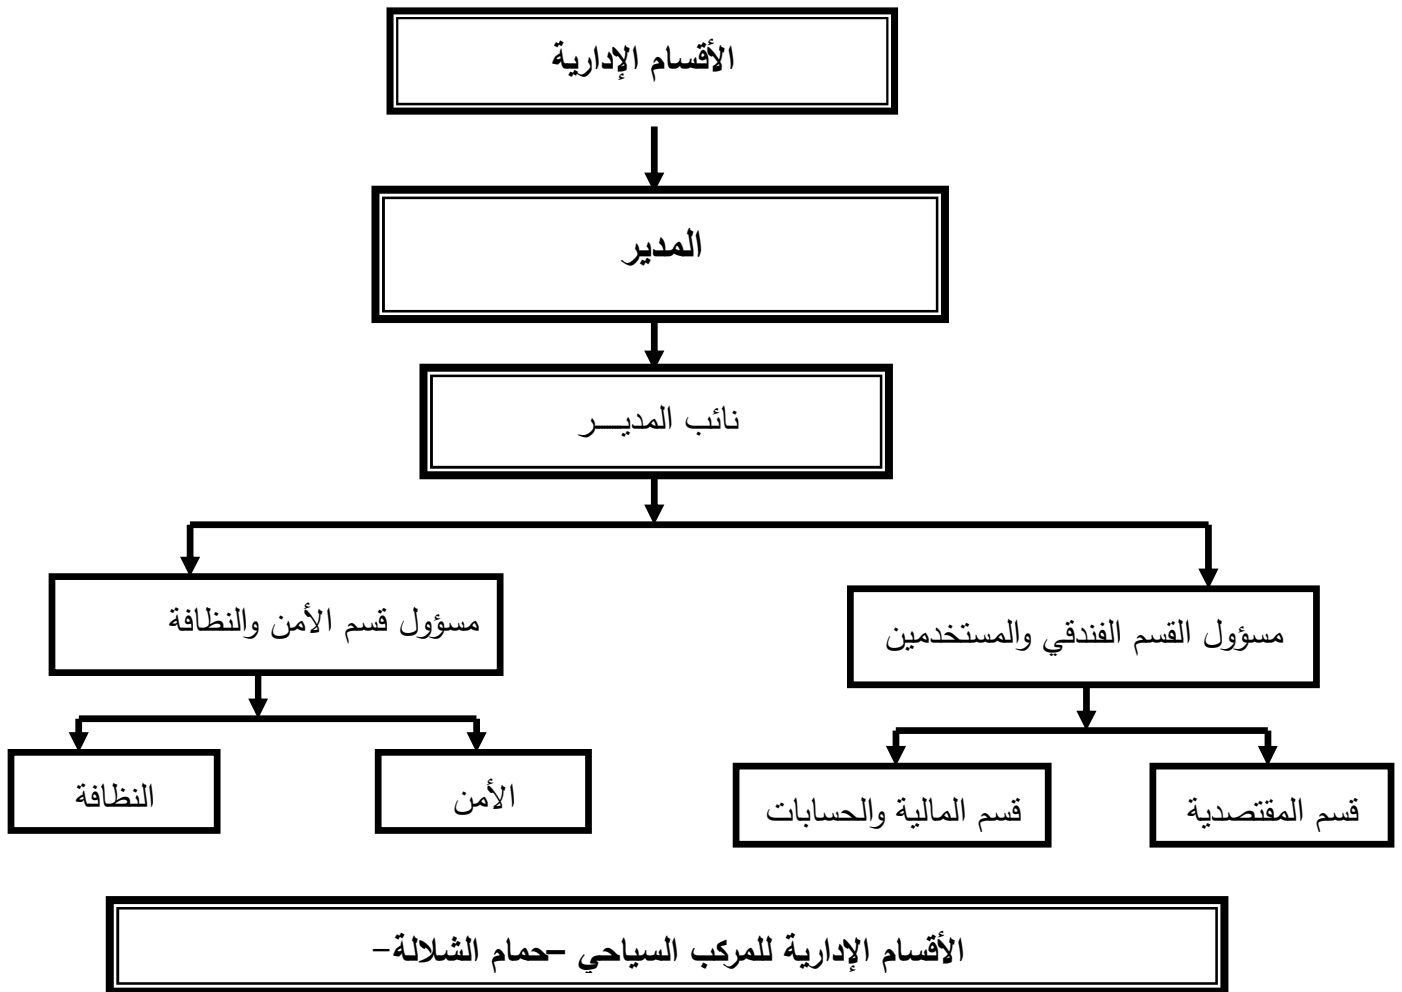 الأقسام الإدارية
المدير
نائب المديـــر
مسؤول القسم الفندقي والمستخدمين
مسؤول قسم الأمن والنظافة
قسم المقتصدية
قسم المالية والحسابات
الأمن
النظافة
الأقسام الإدارية للمركب السياحي –حمام الشلالة-